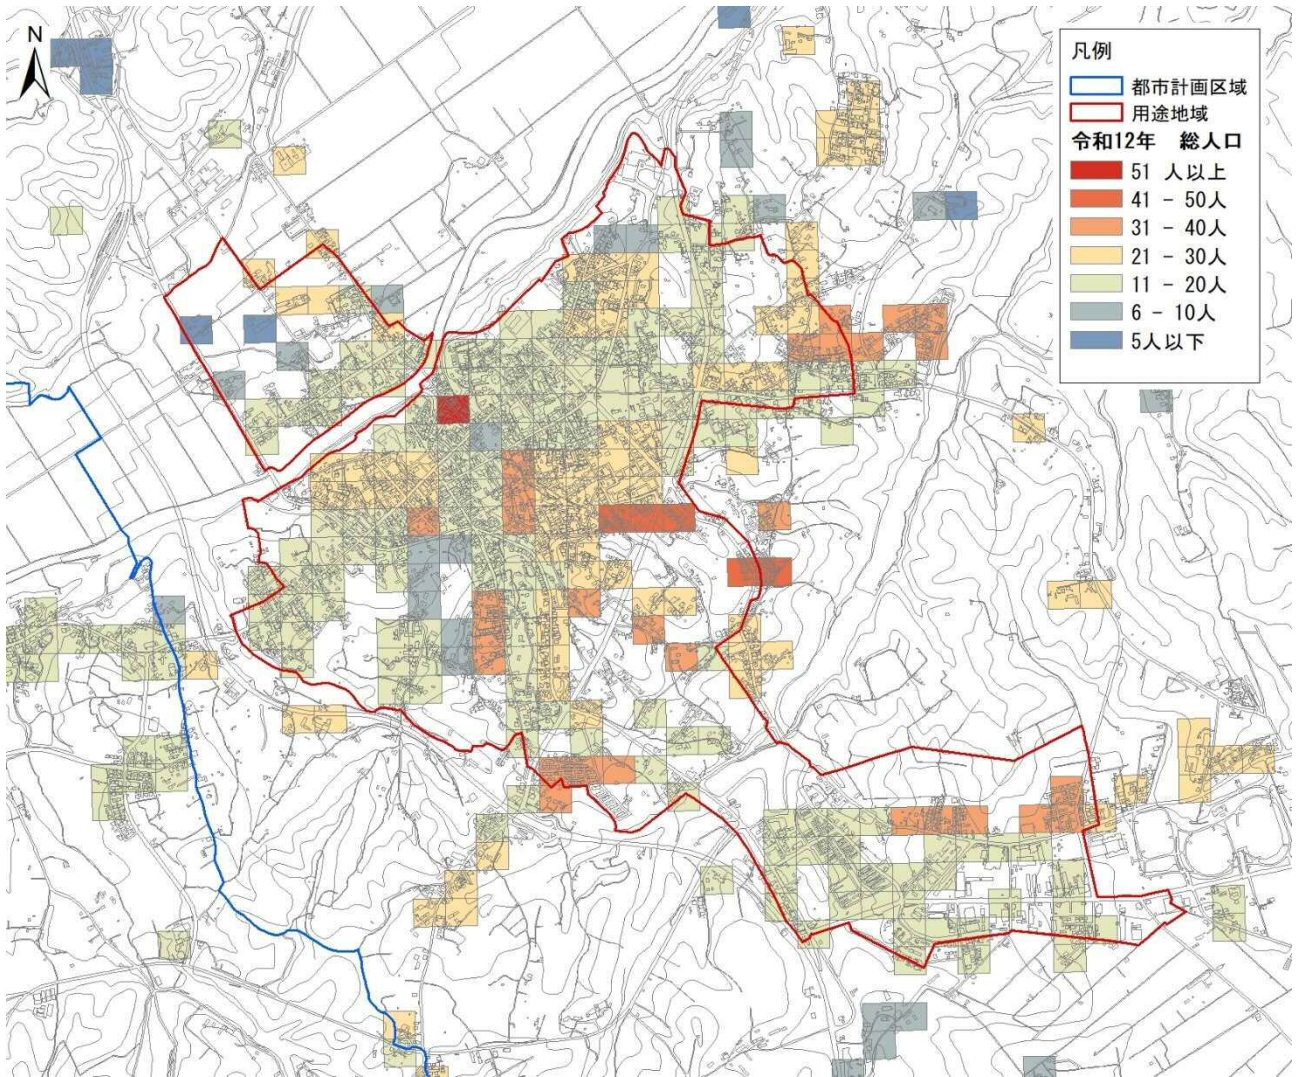 N
凡例
都市計画区域
用途地域
令和12年 総人口
51 人以上
41 - 50人
31 - 40人
21 - 30人
11 - 20人
6 - 10人
5人以下